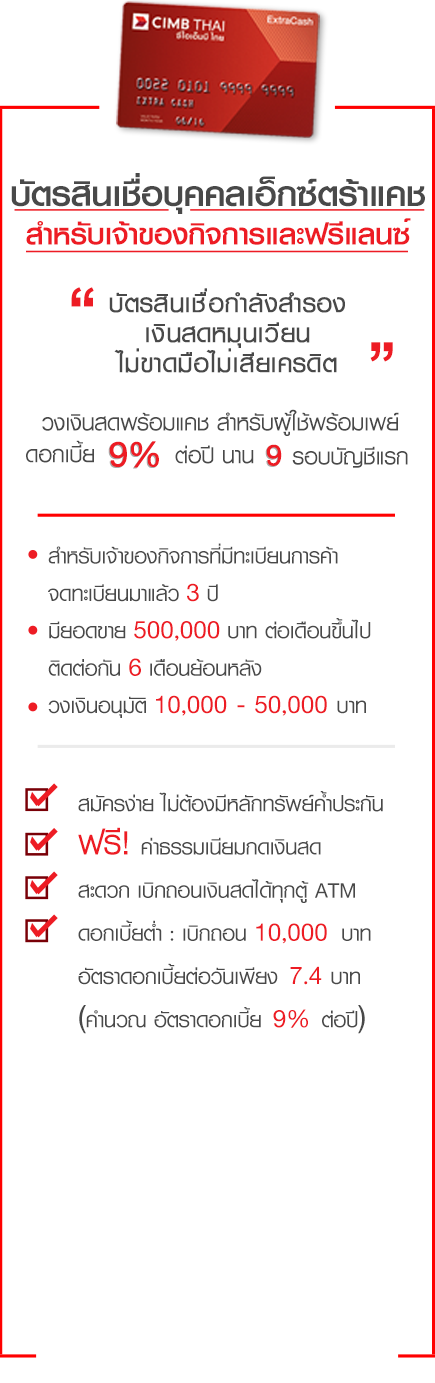 CIMB THAI
ซีไอเอ็มบี ไทย
ExtraCash
0022 0101 9999 9999
EXTRA CASH
06/16
บัตรสินเชื่อบุคคลเอ็กซ์ตร้าแคช
สำหรับเจ้าของกิจการและฟรีแลนซ์
“ บัตรสินเชื่อกำลังสำรอง
เงินสดหมุนเวียน
ไม่ขาดมือไม่เสียเครดิต ”
วงเงินสดพร้อมแคช สำหรับผู้ใช้พร้อมเพย์
ดอกเบี้ย 9% ต่อปี นาน 9 รอบบัญชีแรก
• สำหรับเจ้าของกิจการที่มีทะเบียนการค้า
จดทะเบียนมาแล้ว 3 ปี
• มียอดขาย 500,000 บาท ต่อเดือนขึ้นไป
ติดต่อกัน 6 เดือนย้อนหลัง
• วงเงินอนุมัติ 10,000 - 50,000 บาท
สมัครง่าย ไม่ต้องมีหลักทรัพย์ค้ำประกัน
ฟรี! ค่าธรรมเนียมกดเงินสด
สะดวก เบิกถอนเงินสดได้ทุกตู้ ATM
ดอกเบี้ยต่ำ : เบิกถอน 10,000 บาท
อัตราดอกเบี้ยต่อวันเพียง 7.4 บาท
(คำนวณ อัตราดอกเบี้ย 9% ต่อปี)